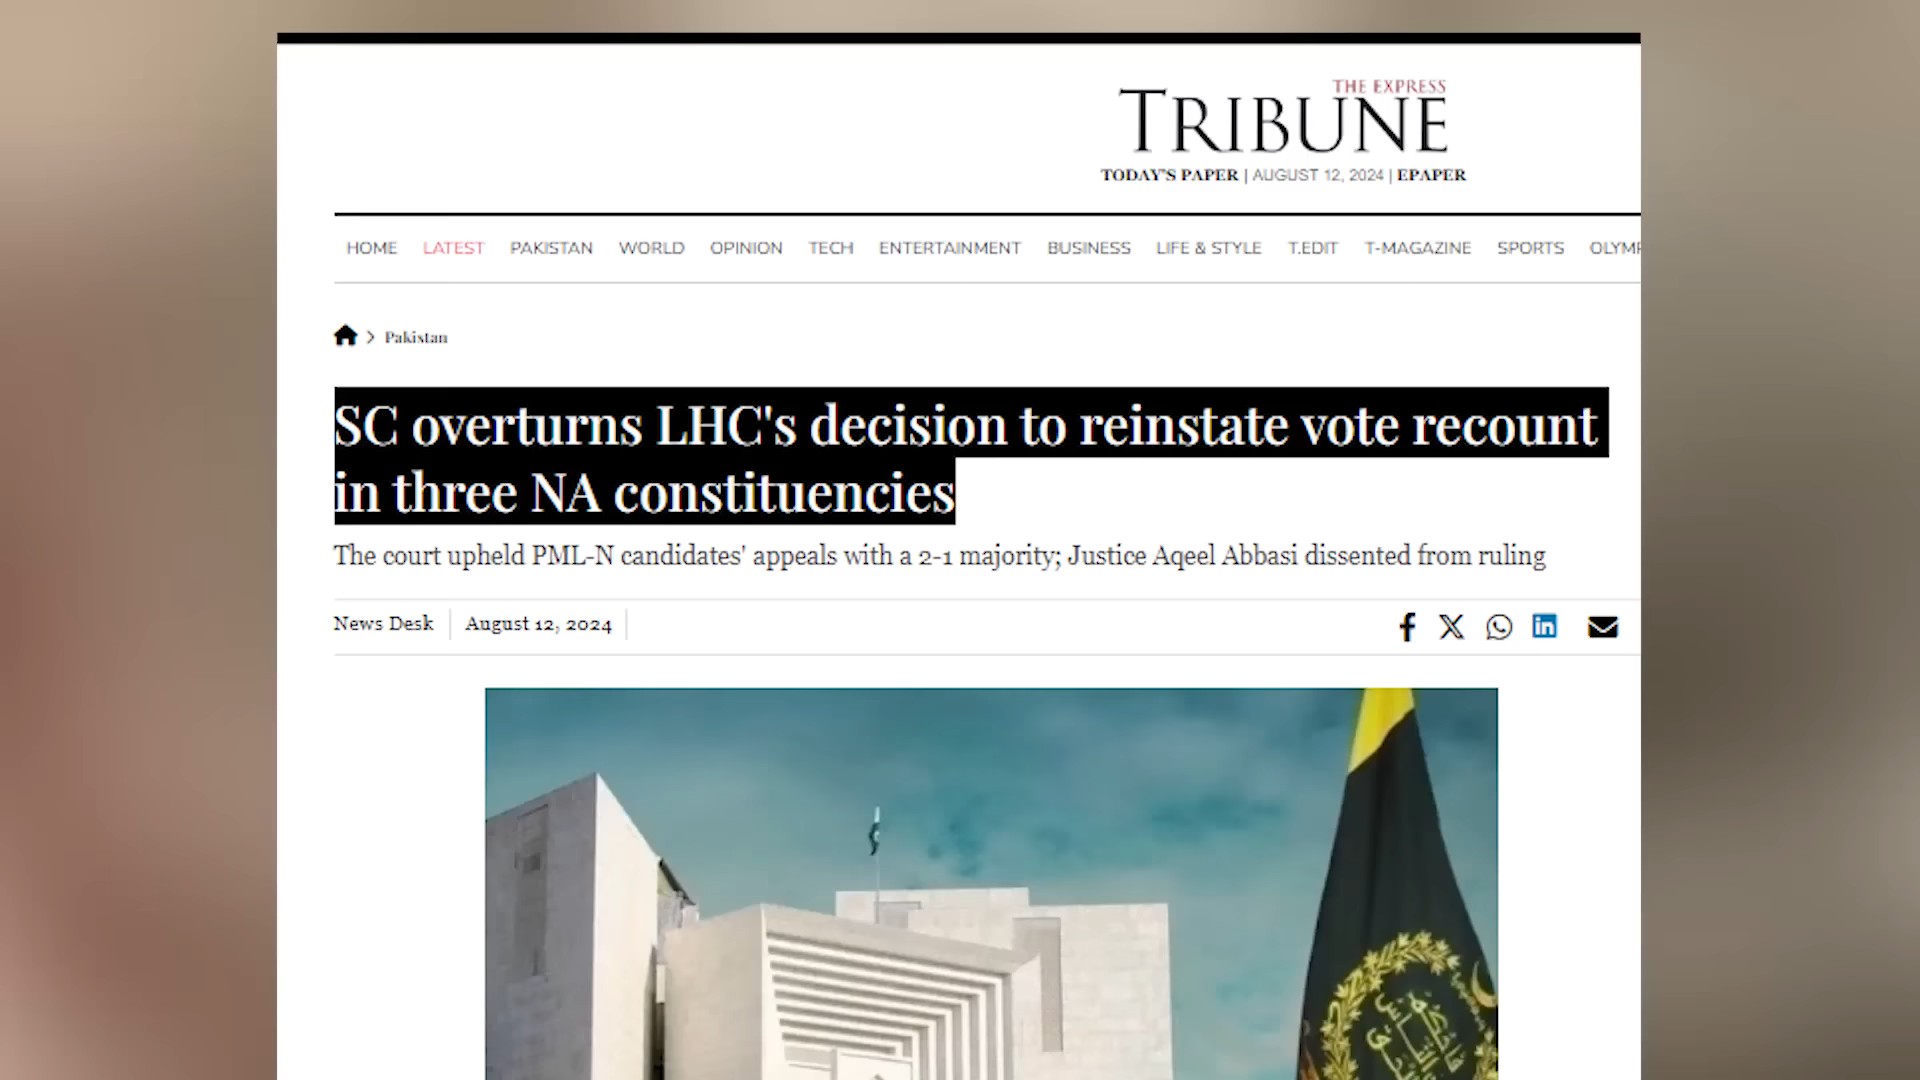 THE EXPRESS
TRIBUNE
TODAY'S PAPER | AUGUST 12, 2024 | EPAPER
HOME LATEST PAKISTAN WORLD OPINION TECH ENTERTAINMENT BUSINESS LIFE & STYLE T.EDIT T-MAGAZINE SPORTS OLYMP
Pakistan
SC overturns LHC's decision to reinstate vote recount
in three NA constituencies
The court upheld PML-N candidates' appeals with a 2-1 majority; Justice Aqeel Abbasi dissented from ruling
News Desk August 12, 2024